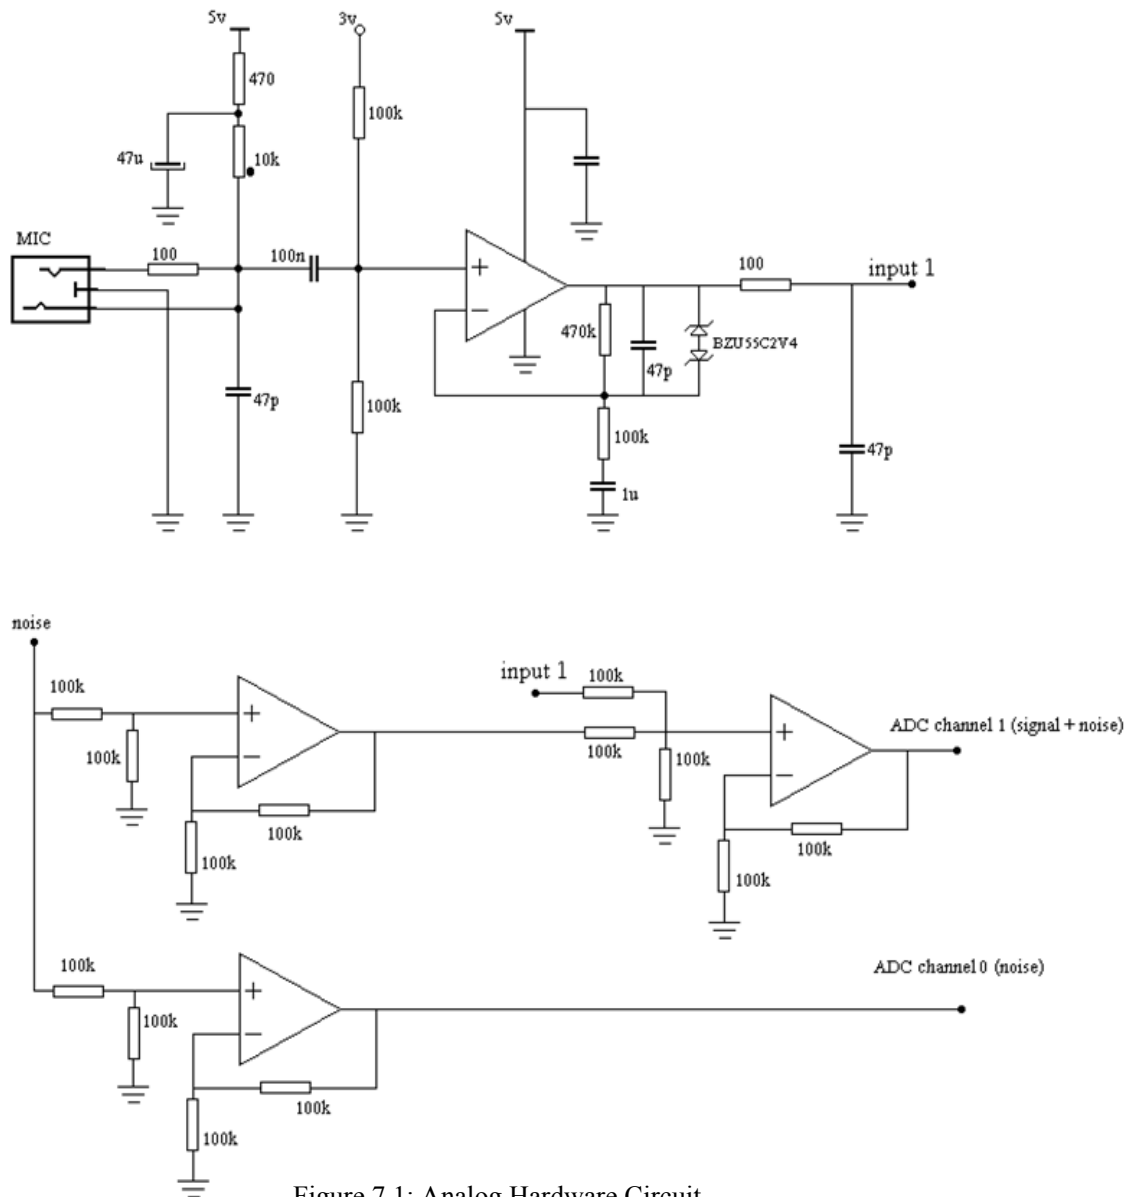 5v
3v
5v
470
100k
47u
10k
MIC
100
100n
+
−
100
input 1
470k
BZU55C2V4
47p
47p
100k
100k
47p
1u
noise
input 1
100k
100k
+
+
ADC channel 1 (signal + noise)
100k
100k
100k
−
−
100k
100k
100k
100k
100k
ADC channel 0 (noise)
+
100k
−
100k
100k
Figure 7.1: Analog Hardware Circuit